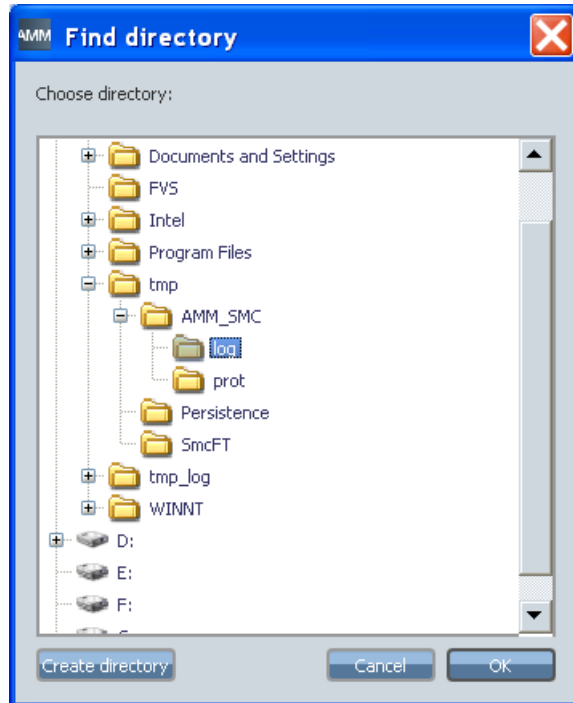 AMM Find directory
Choose directory:
Documents and Settings
FVS
Intel
Program Files
tmp
AMM_SMC
log
prot
Persistence
SmcFT
tmp_log
WINNT
D:
E:
F:
Create directory Cancel OK